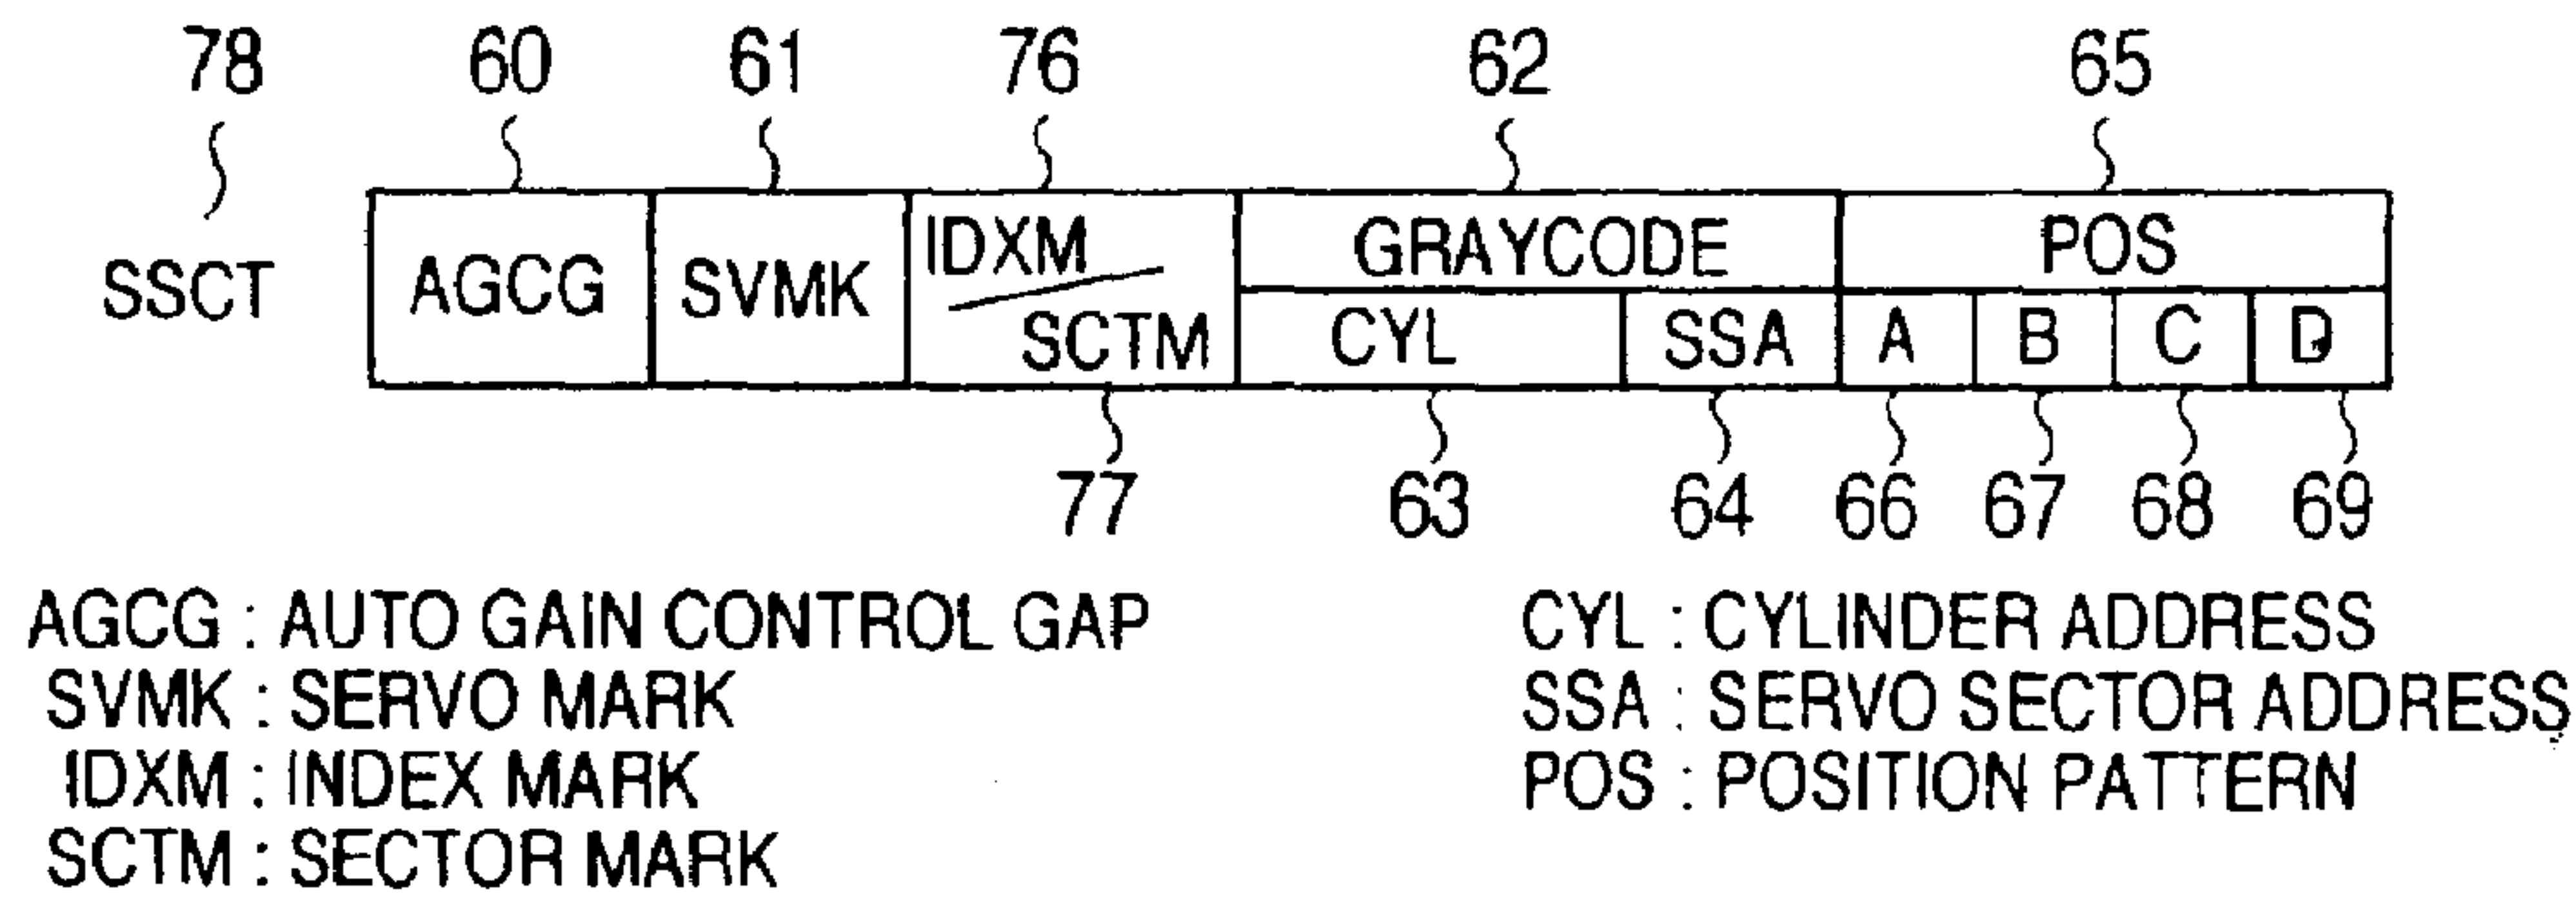 78 60 61 76 62 65
IDXM GRAYCODE POS
SSCT AGCG SVMK
SCTM CYL SSA A B C D
77 63 64 66 67 68 69
AGCG : AUTO GAIN CONTROL GAP
SVMK : SERVO MARK
IDXM : INDEX MARK
SCTM : SECTOR MARK
CYL : CYLINDER ADDRESS
SSA : SERVO SECTOR ADDRESS
POS : POSITION PATTERN